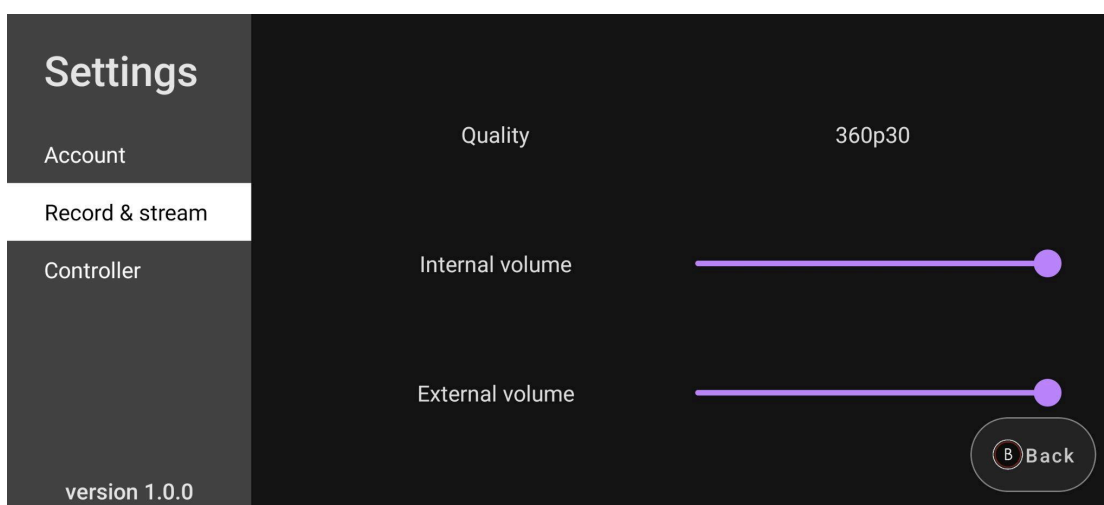 Settings
Account
Record & stream
Controller
version 1.0.0
Quality 360p30
Internal volume
External volume
B Back